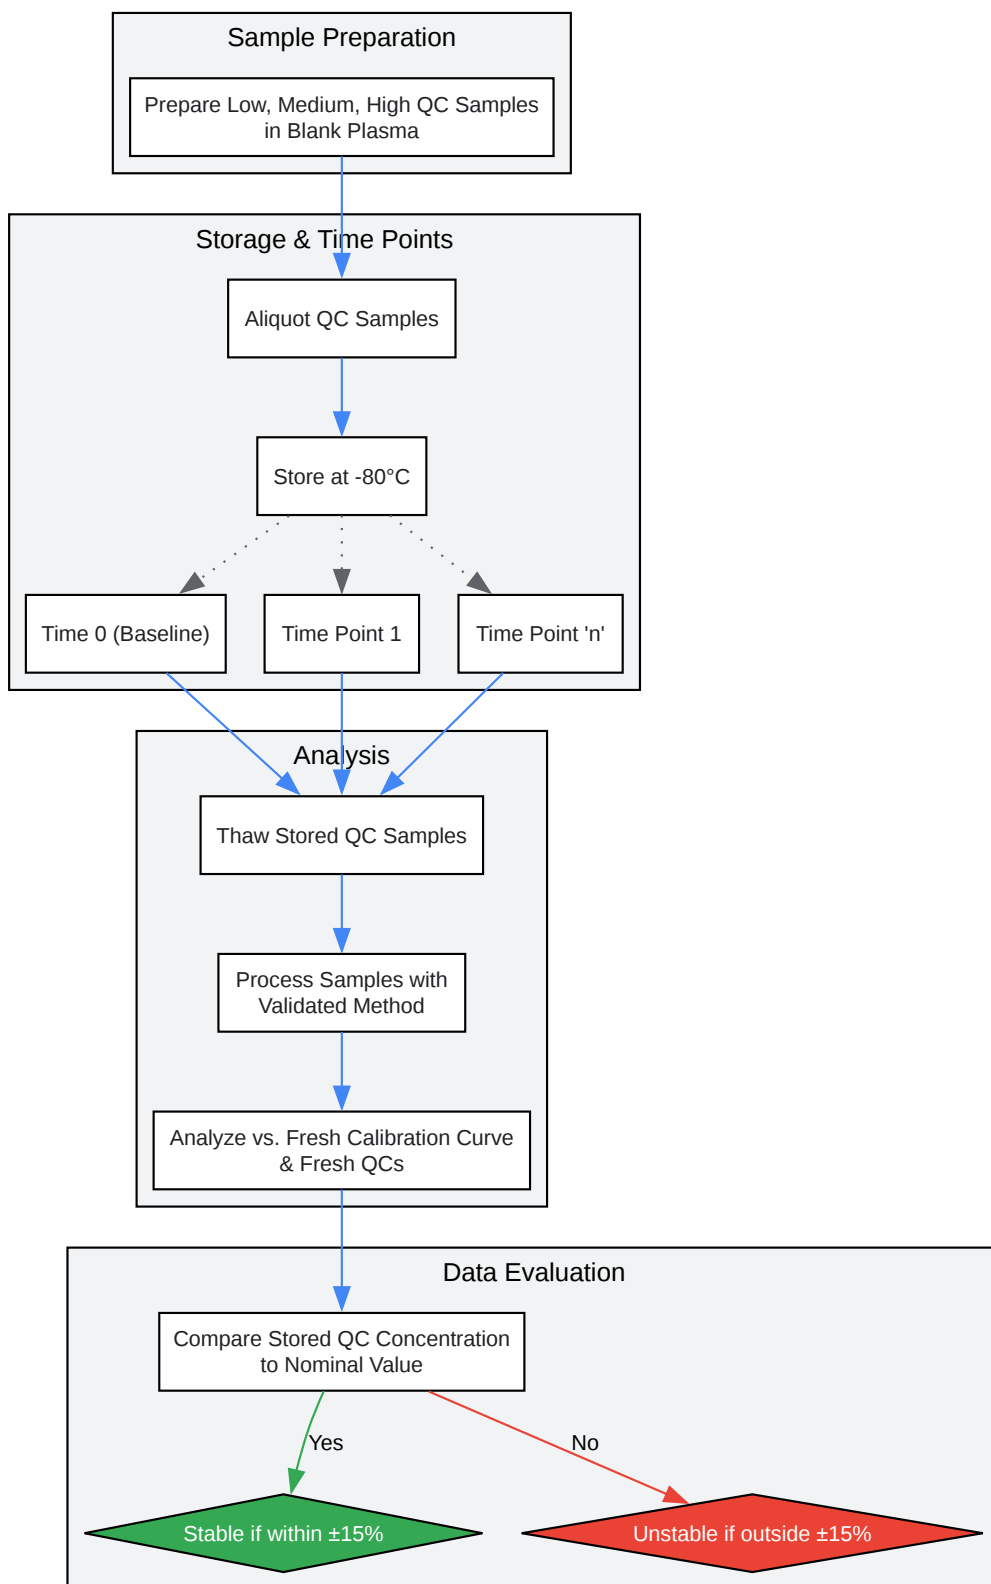 Sample Preparation
Prepare Low, Medium, High QC Samples
in Blank Plasma
Storage & Time Points
Aliquot QC Samples
Store at -80°C
Time 0 (Baseline)
Time Point 1
Time Point 'n'
Analysis
Thaw Stored QC Samples
Process Samples with
Validated Method
Analyze vs. Fresh Calibration Curve
& Fresh QCs
Data Evaluation
Compare Stored QC Concentration
to Nominal Value
Yes
No
Stable if within ±15%
Unstable if outside ±15%